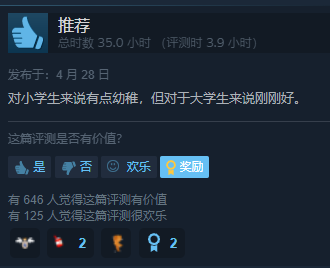 推荐
总时数 35.0 小时 （评测时 3.9 小时）
发布于：4 月 28 日
对小学生来说有点幼稚，但对于大学生来说刚刚好。
这篇评测是否有价值？
是 否 欢乐 奖励
有 646 人觉得这篇评测有价值
有 125 人觉得这篇评测很欢乐
2 2